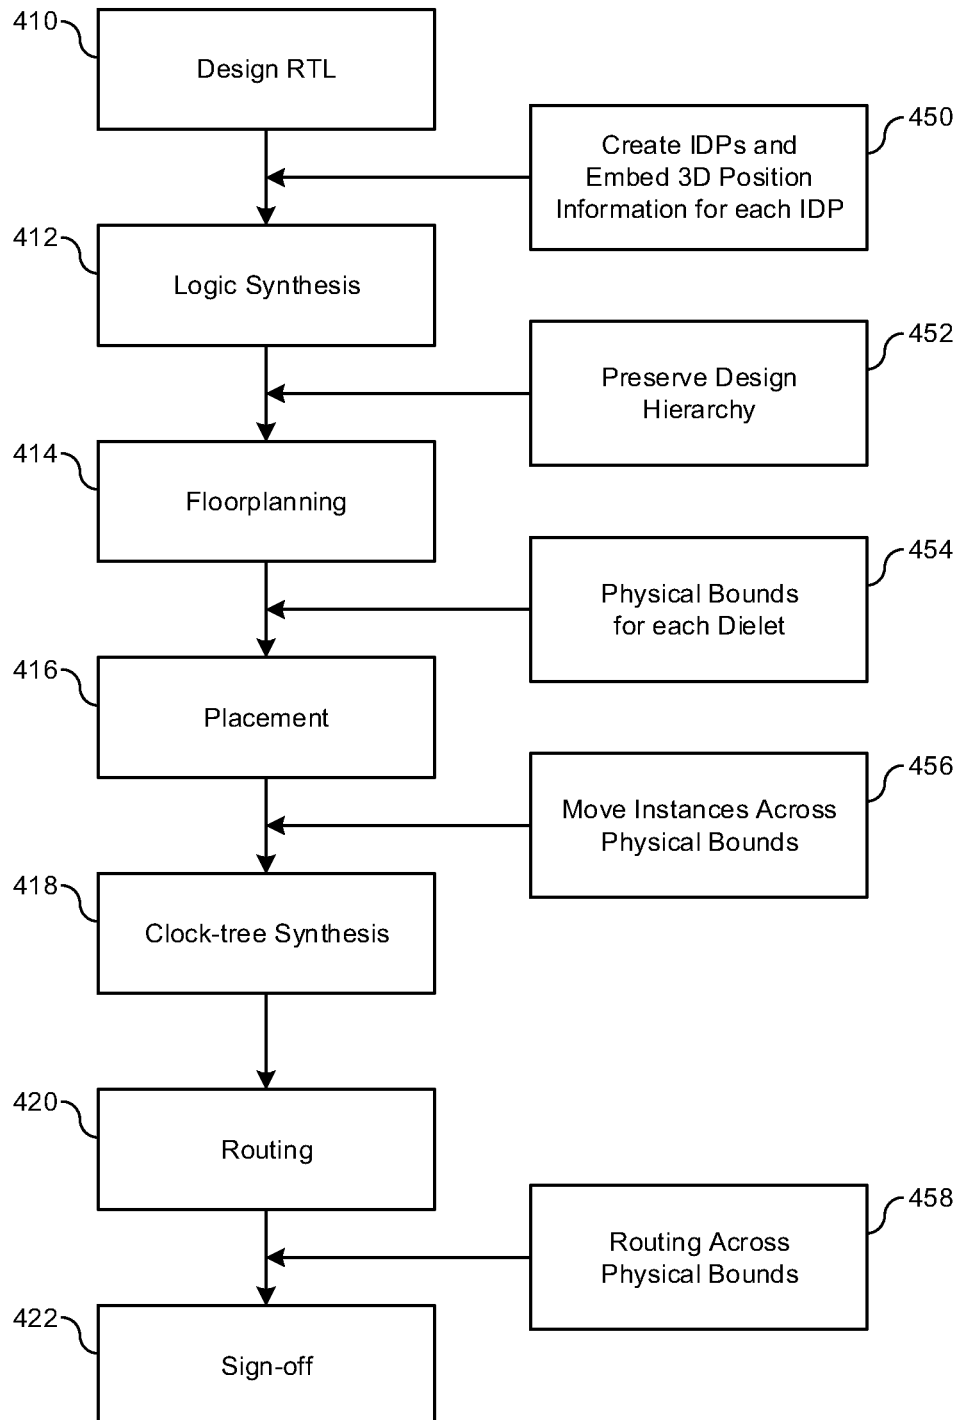 410
Design RTL
450
Create IDPs and
Embed 3D Position
Information for each IDP
412
Logic Synthesis
452
Preserve Design
Hierarchy
414
Floorplanning
454
Physical Bounds
for each Dielet
416
Placement
456
Move Instances Across
Physical Bounds
418
Clock-tree Synthesis
420
Routing
458
Routing Across
Physical Bounds
422
Sign-off